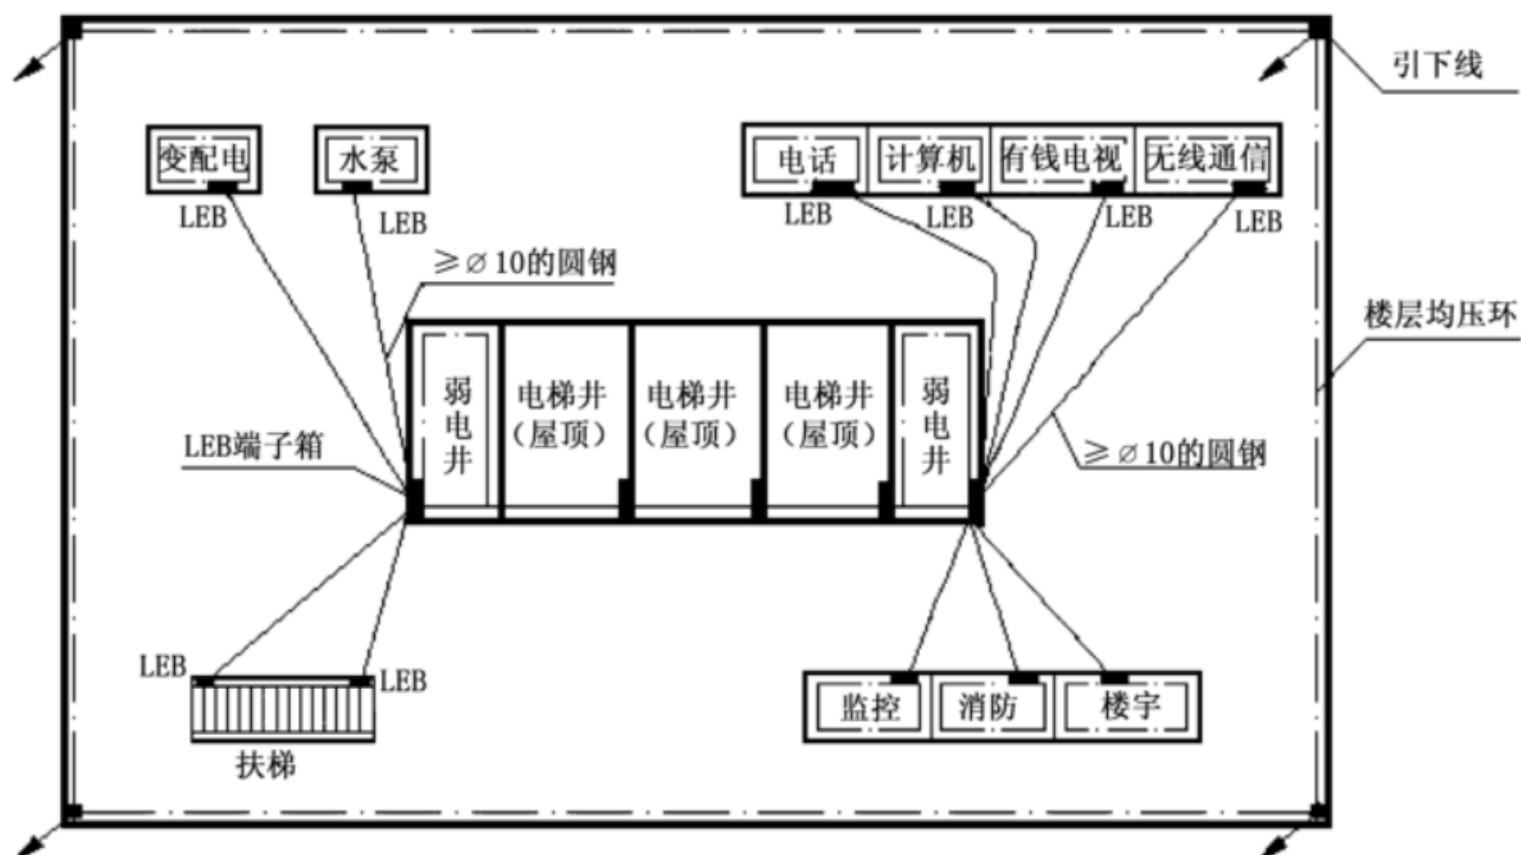 引下线
变配电
水泵
电话
计算机
有钱电视
无线通信
LEB
LEB
LEB
LEB
LEB
LEB
≥⌀10的圆钢
楼层均压环
弱电井
电梯井
（屋顶）
电梯井
（屋顶）
电梯井
（屋顶）
弱电井
LEB端子箱
≥⌀10的圆钢
LEB
LEB
监控
消防
楼宇
扶梯